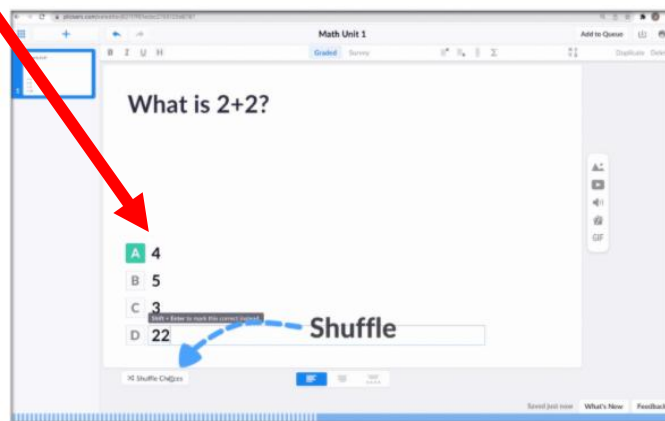 Math Unit 1
Add to Queue
B I U H
Graded Survey
Duplicate
1
What is 2+2?
A 4
B 5
C 3
Shift + Enter to mark this correct instead.
D 22
GIF
Shuffle
Shuffle Choices
Saved just now What's New Feedback